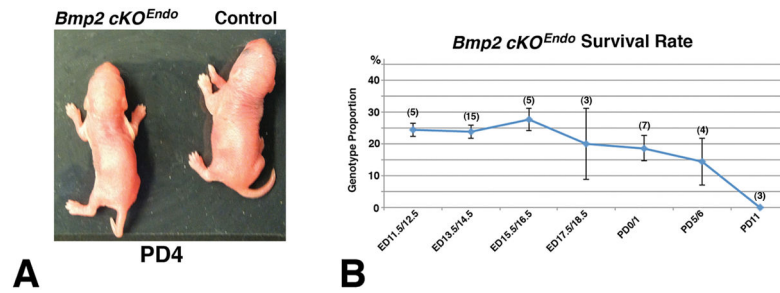 Bmp2 cKO^Endo Control
PD4
A
Bmp2 cKO^Endo Survival Rate
%
Genotype Proportion
40
30
20
10
0
(5)
(15)
(5)
(3)
(7)
(4)
(3)
ED11.5/12.5
ED13.5/14.5
ED15.5/16.5
ED17.5/18.5
PD0/1
PD5/6
PD11
B